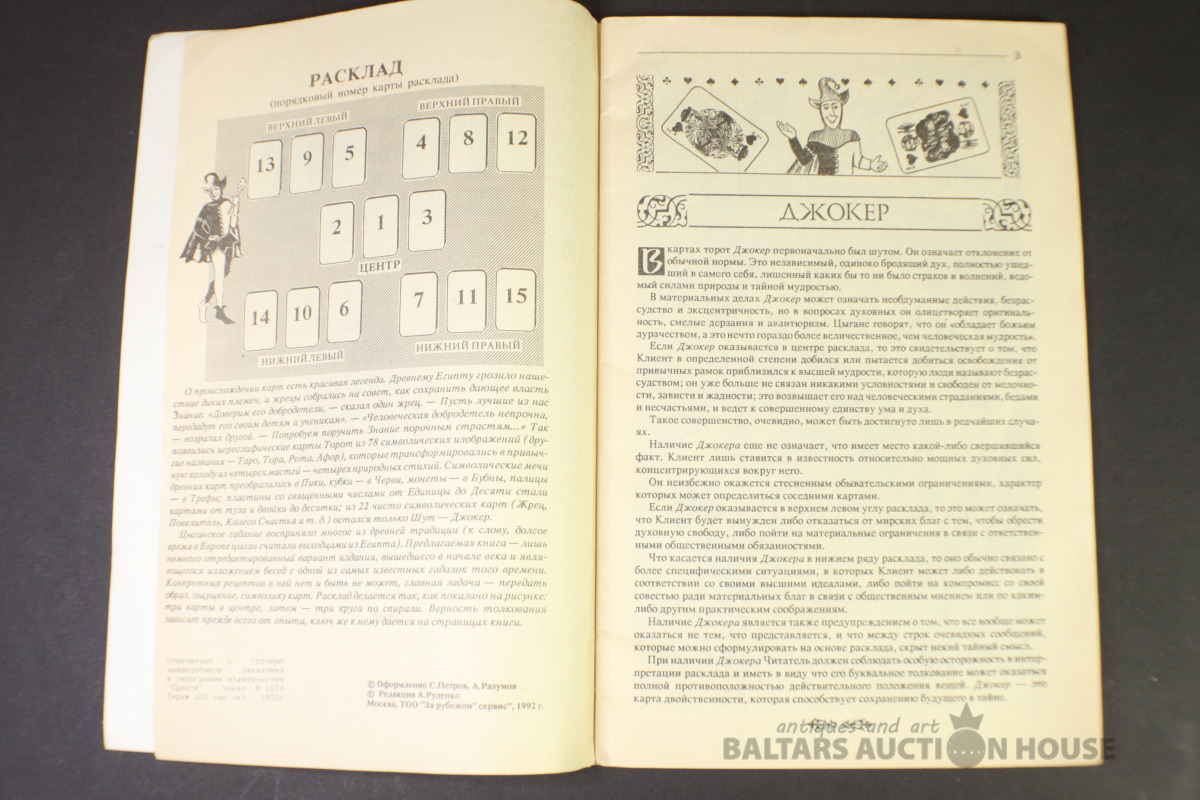 РАСКЛАД
(порядковый номер карты расклада)
ВЕРХНИЙ ЛЕВЫЙ
ВЕРХНИЙ ПРАВЫЙ
13 9 5 4 8 12
2 1 3
ЦЕНТР
14 10 6 7 11 15
НИЖНИЙ ЛЕВЫЙ
НИЖНИЙ ПРАВЫЙ
О происхождении карт есть красивая легенда. Древнему Египту грозило наше-
ствие диких племен, и жрецы собрались на совет, как сохранить дающее власть
Знание. «Доверим его добродетели, — сказал один жрец. — Пусть лучшие из нас
передадут его своим детям и ученикам». — «Человеческая добродетель непрочна,
— возразил другой. — Попробуем поручить Знание порочным страстям...» Так
появились иероглифические карты Торот из 78 символических изображений (дру-
гие названия — Таро, Тора, Рота, Афор), которые трансформировались в привыч-
ную колоду из четырех мастей — четырех природных стихий. Символические мечи
древних карт преобразились в Пики, кубки — в Черви, монеты — в Бубны, палицы
— в Трефы; пластины со священными числами от Единицы до Десяти стали
картами от туза и двойки до десятки; из 22 чисто символических карт (Жрец,
Повелитель, Колесо Счастья и т. д.) остался только Шут — Джокер.
Цыганское гадание восприняло многое из древней традиции (к слову, долгое
время в Европе цыган считали выходцами из Египта). Предлагаемая книга — лишь
немного отредактированный вариант издания, вышедшего в начале века и явля-
ющегося изложением бесед с одной из самых известных гадалок того времени.
Конкретных рецептов в ней нет и быть не может, главная задача — передать
образ, ощущение, символику карт. Расклад делается так, как показано на рисунке:
три карты в центре, затем — три круга по спирали. Верность толкования
зависит прежде всего от опыта, ключ же к нему дается на страницах книги.
Отпечатано с готовых
диапозитивов заказчика
в типографии издательства
© Оформление С.Петров, А.Разумов
© Редакция А.Руденко
Москва, ТОО "За рубежом" сервис", 1992 г.
3
ДЖОКЕР
В картах торот Джокер первоначально был шутом. Он означает отклонение от
обычной нормы. Это независимый, одиноко бродящий дух, полностью ушед-
ший в самого себя, лишенный каких бы то ни было страхов и волнений, ведо-
мый силами природы и тайной мудростью.
В материальных делах Джокер может означать необдуманные действия, безрас-
судство и эксцентричность, но в вопросах духовных он олицетворяет оригиналь-
ность, смелые дерзания и авантюризм. Цыгане говорят, что он «обладает божьим
дурачеством, а это нечто гораздо более величественное, чем человеческая мудрость».
Если Джокер оказывается в центре расклада, то это свидетельствует о том, что
Клиент в определенной степени добился или пытается добиться освобождения от
привычных рамок приблизился к высшей мудрости, которую люди называют безрас-
судством; он уже больше не связан никакими условностями и свободен от мелочно-
сти, зависти и жадности; это возвышает его над человеческими страданиями, бедами
и несчастьями, и ведет к совершенному единству ума и духа.
Такое совершенство, очевидно, может быть достигнуто лишь в редчайших случа-
ях.
Наличие Джокера еще не означает, что имеет место какой-либо свершившийся
факт. Клиент лишь ставится в известность относительно мощных духовных сил,
концентрирующихся вокруг него.
Он неизбежно окажется стесненным обывательскими ограничениями, характер
которых может определиться соседними картами.
Если Джокер оказывается в верхнем левом углу расклада, то это может означать,
что Клиент будет вынужден либо отказаться от мирских благ с тем, чтобы обрести
духовную свободу, либо пойти на материальные ограничения в связи с ответствен-
ными общественными обязанностями.
Что касается наличия Джокера в нижнем ряду расклада, то оно обычно связано с
более специфическими ситуациями, в которых Клиент может либо действовать в
соответствии со своими высшими идеалами, либо пойти на компромисс со своей
совестью ради материальных благ в связи с общественным мнением или по каким-
либо другим практическим соображениям.
Наличие Джокера является также предупреждением о том, что все вообще может
оказаться не тем, что представляется, и что между строк очевидных сообщений,
которые можно сформулировать на основе расклада, скрыт некий тайный смысл.
При наличии Джокера Читатель должен соблюдать особую осторожность в интер-
претации расклада и иметь в виду что его буквальное толкование может оказаться
полной противоположностью действительного положения вещей. Джокер — это
карта двойственности, которая способствует сохранению будущего в тайне.
antiques and art
BALTARS AUCTION HOUSE